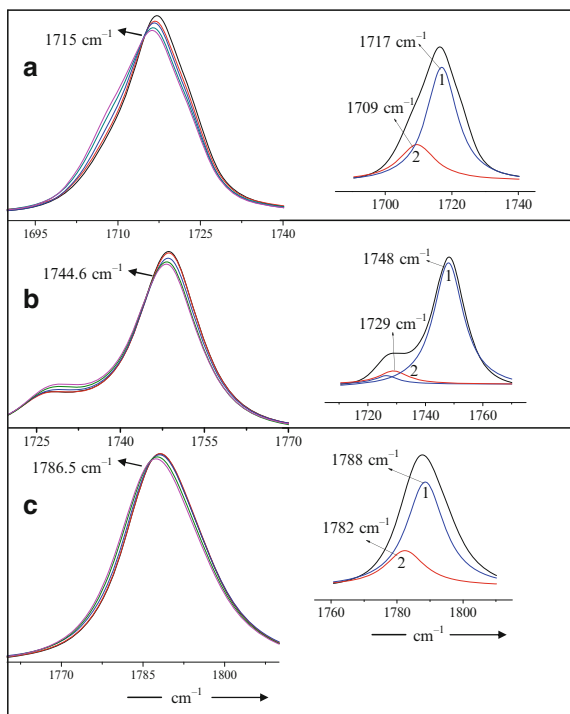 1715 cm⁻¹
a
1695 1710 1725 1740
1717 cm⁻¹
1709 cm⁻¹
1
2
1700 1720 1740
1744.6 cm⁻¹
b
1725 1740 1755 1770
1748 cm⁻¹
1729 cm⁻¹
1
2
1720 1740 1760
1786.5 cm⁻¹
c
1770 1785 1800
cm⁻¹
1788 cm⁻¹
1782 cm⁻¹
1
2
1760 1780 1800
cm⁻¹